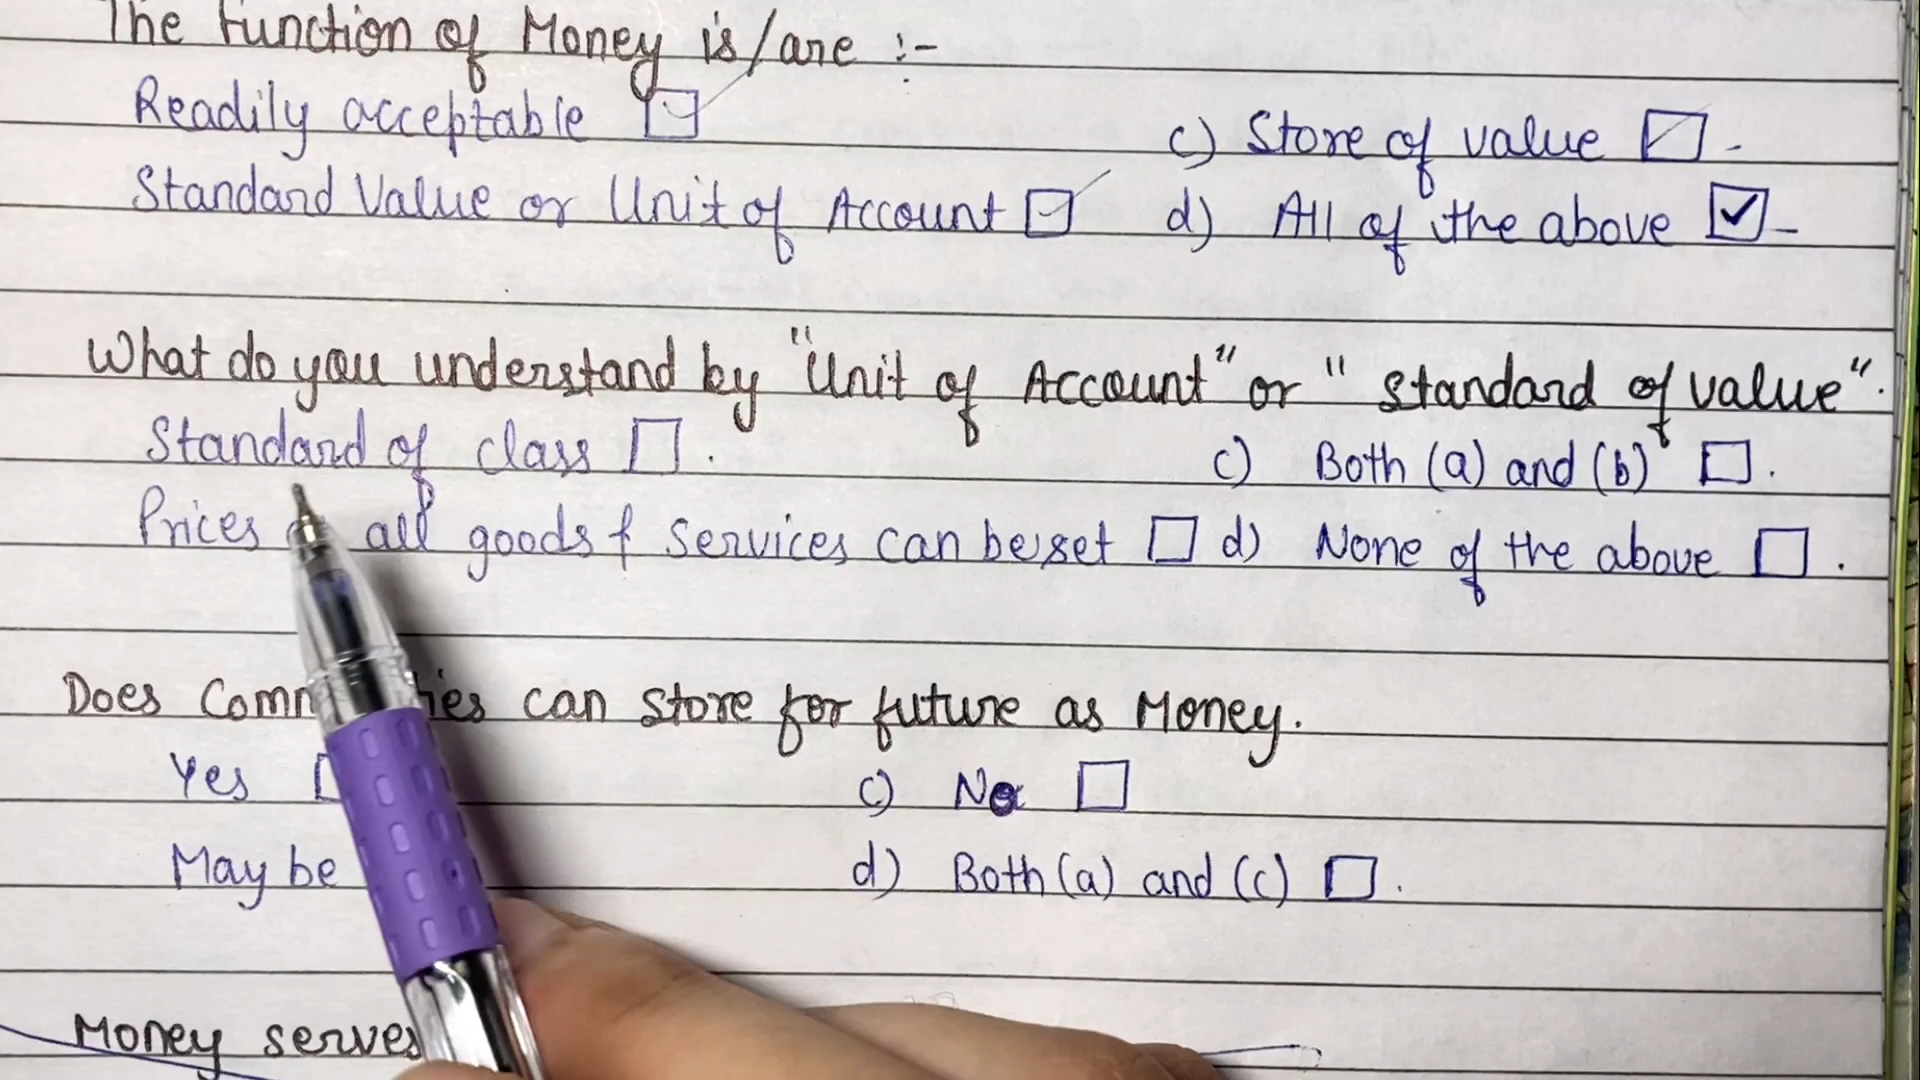 The Function of Money is/are :-
Readily acceptable
c) Store of value
Standard Value or Unit of Account
d) All of the above
What do you understand by "Unit of Account" or "Standard of value".
Standard of class
c) Both (a) and (b)
Prices all goods & Services can be set
d) None of the above
Does can store for future as Money.
Yes
c) No
May be
d) Both (a) and (c)
Money serves